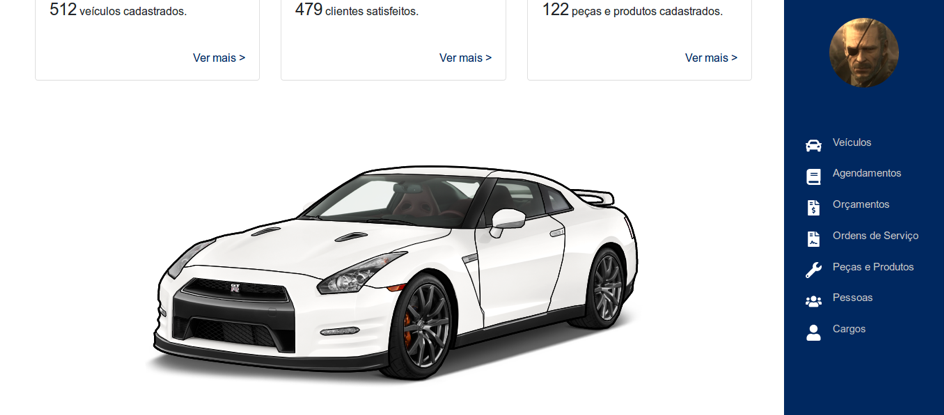 512 veículos cadastrados.
Ver mais >
479 clientes satisfeitos.
Ver mais >
122 peças e produtos cadastrados.
Ver mais >
Veículos
Agendamentos
Orçamentos
Ordens de Serviço
Peças e Produtos
Pessoas
Cargos